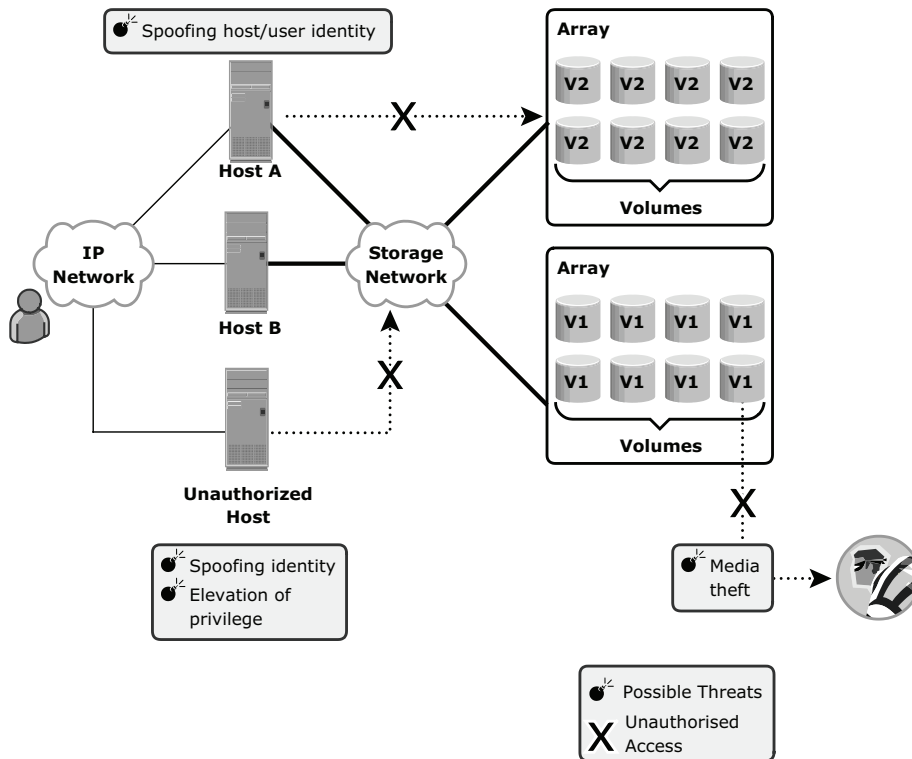 Spoofing host/user identity
Array
V2 V2 V2 V2
V2 V2 V2 V2
Volumes
Host A
IP
Network
Storage
Network
Host B
Array
V1 V1 V1 V1
V1 V1 V1 V1
Volumes
X
X
X
Unauthorized
Host
Spoofing identity
Elevation of
privilege
Media
theft
Possible Threats
X Unauthorised
Access